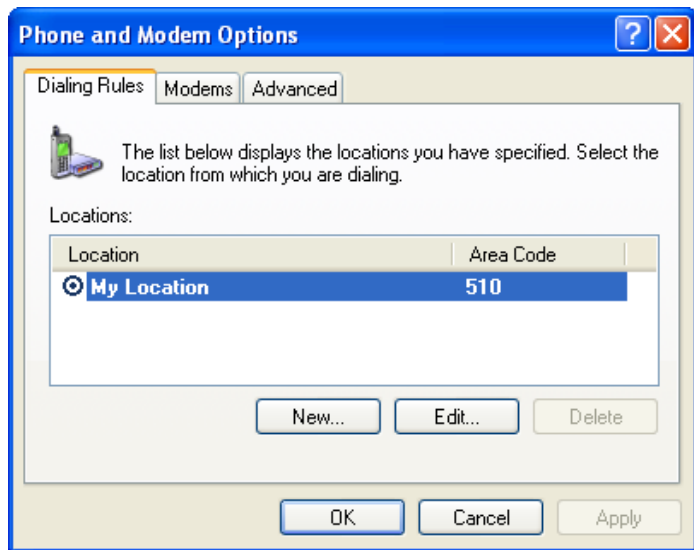 Phone and Modem Options
Dialing Rules Modems Advanced
The list below displays the locations you have specified. Select the
location from which you are dialing.
Locations:
Location Area Code
My Location 510
New... Edit... Delete
OK Cancel Apply